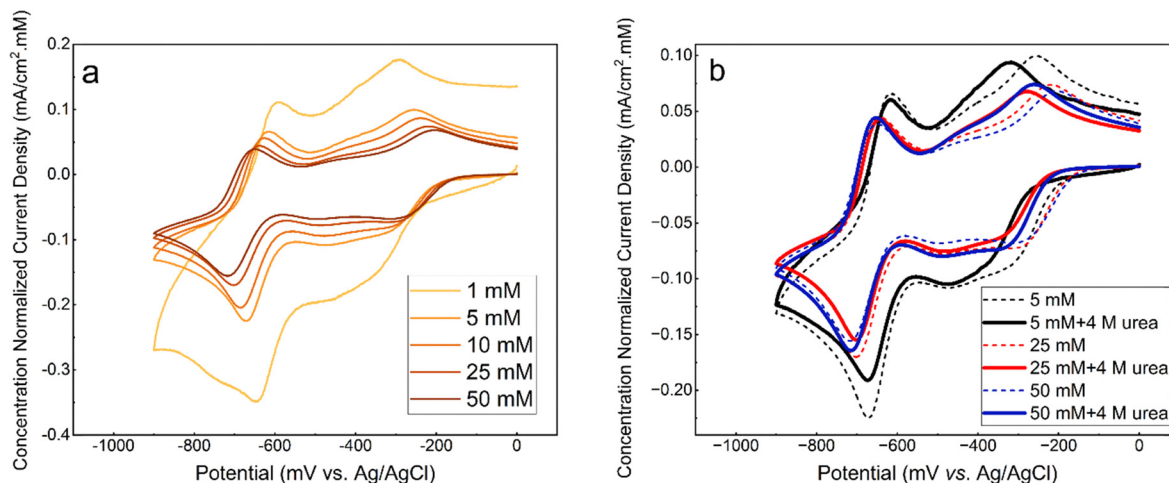 a
Concentration Normalized Current Density (mA/cm².mM)
0.2
0.1
0.0
-0.1
-0.2
-0.3
-0.4
-1000 -800 -600 -400 -200 0
Potential (mV vs. Ag/AgCl)
1 mM
5 mM
10 mM
25 mM
50 mM
b
Concentration Normalized Current Density (mA/cm².mM)
0.10
0.05
0.00
−0.05
−0.10
−0.15
−0.20
−1000 −800 −600 −400 −200 0
Potential (mV vs. Ag/AgCl)
5 mM
5 mM+4 M urea
25 mM
25 mM+4 M urea
50 mM
50 mM+4 M urea